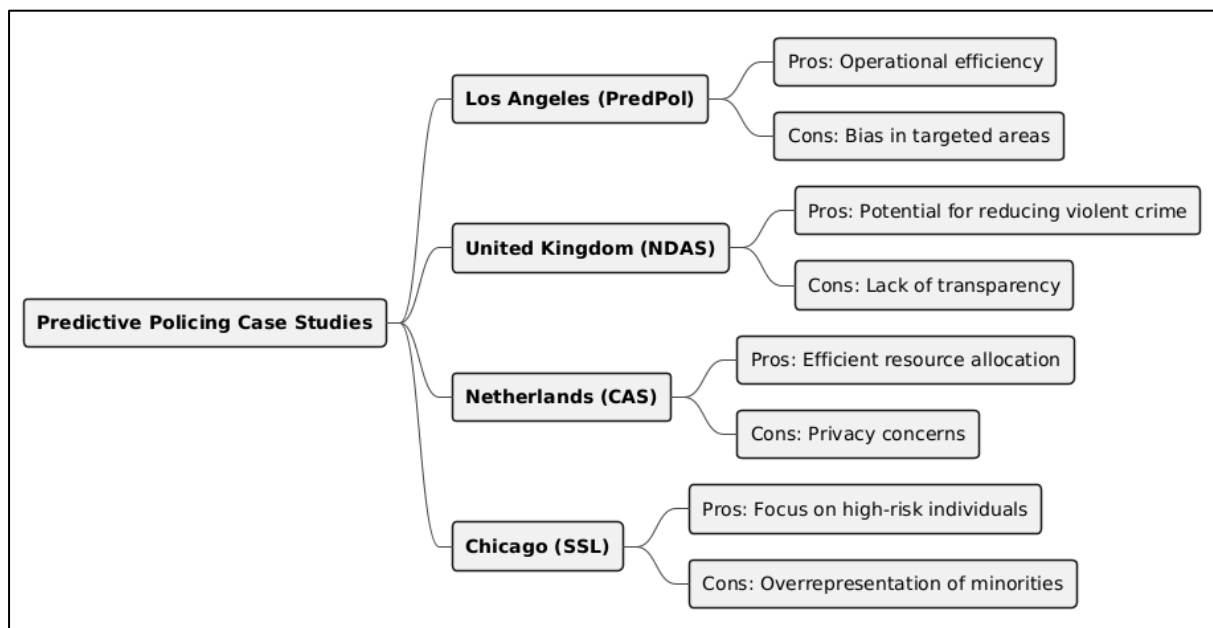 Predictive Policing Case Studies
Los Angeles (PredPol)
Pros: Operational efficiency
Cons: Bias in targeted areas
United Kingdom (NDAS)
Pros: Potential for reducing violent crime
Cons: Lack of transparency
Netherlands (CAS)
Pros: Efficient resource allocation
Cons: Privacy concerns
Chicago (SSL)
Pros: Focus on high-risk individuals
Cons: Overrepresentation of minorities